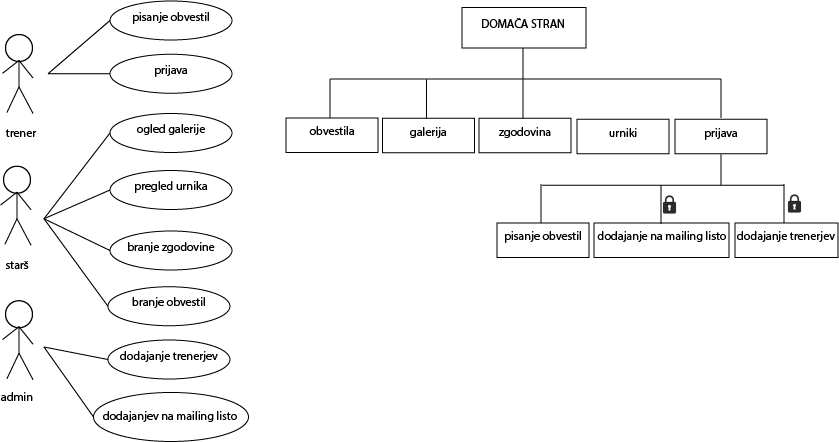 pisanje obvestil
prijava
trener
ogled galerije
pregled urnika
branje zgodovine
branje obvestil
starš
dodajanje trenerjev
dodajanjev na mailing listo
admin
DOMAČA STRAN
obvestila
galerija
zgodovina
urniki
prijava
pisanje obvestil
dodajanje na mailing listo
dodajanje trenerjev